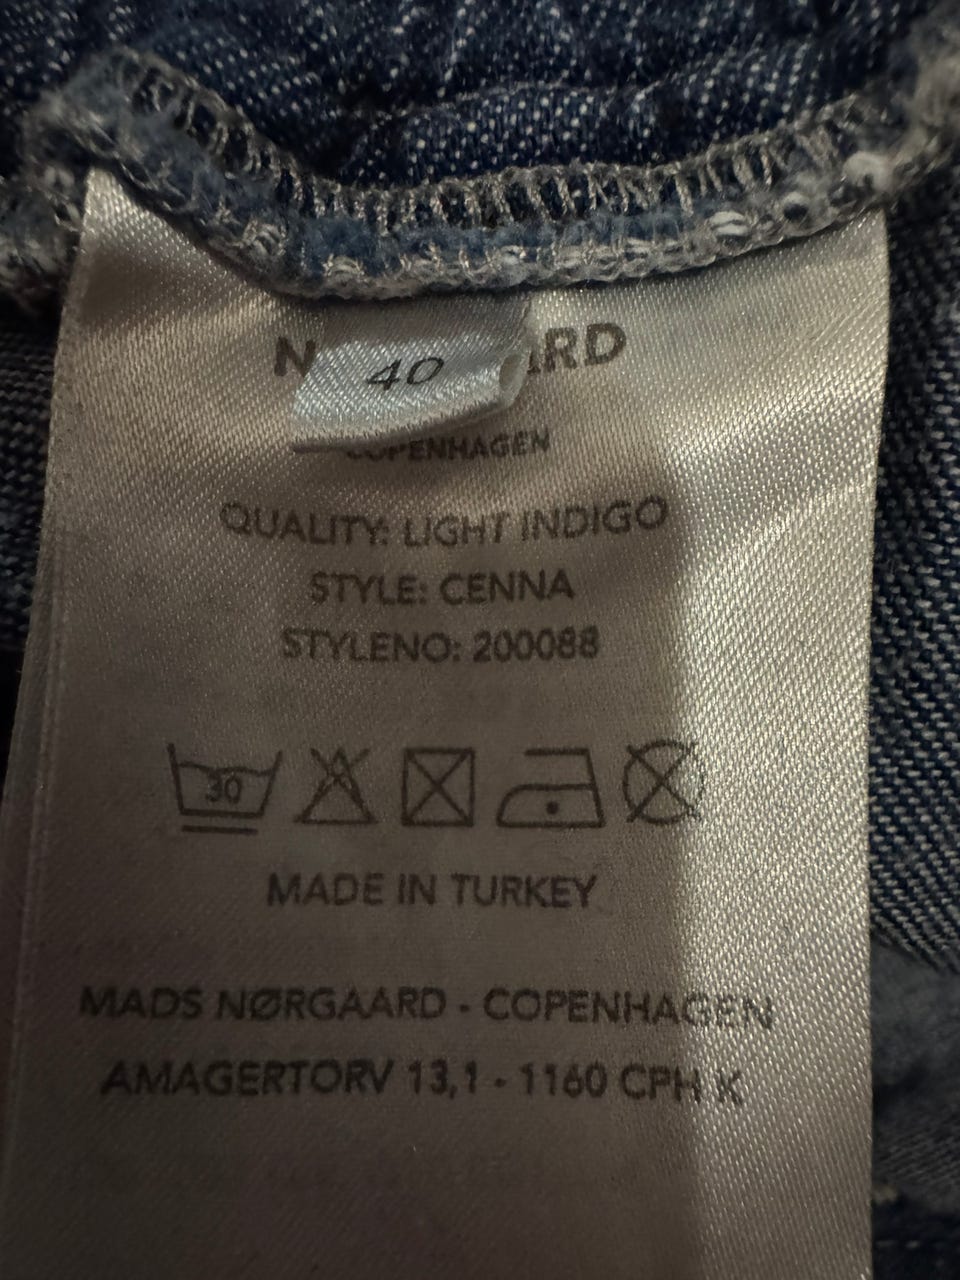 40
COPENHAGEN
QUALITY: LIGHT INDIGO
STYLE: CENNA
STYLENO: 200088
30
MADE IN TURKEY
MADS NØRGAARD - COPENHAGEN
AMAGERTORV 13,1 - 1160 CPH K